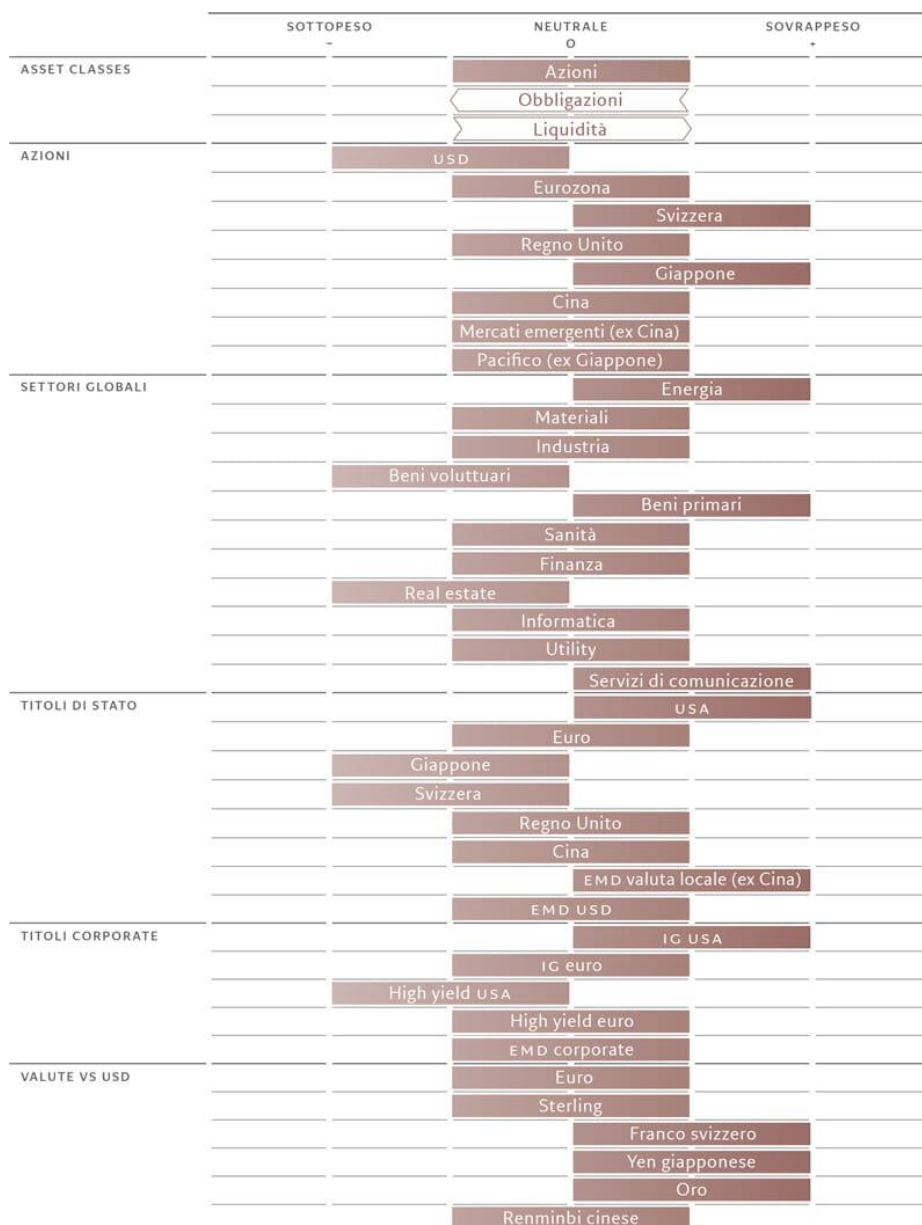 SOTTOPESO NEUTRALE SOVRAPPESO
– O +
ASSET CLASSES Azioni
Obbligazioni
Liquidità
AZIONI USD
Eurozona
Svizzera
Regno Unito
Giappone
Cina
Mercati emergenti (ex Cina)
Pacifico (ex Giappone)
SETTORI GLOBALI Energia
Materiali
Industria
Beni voluttuari
Beni primari
Sanità
Finanza
Real estate
Informatica
Utility
Servizi di comunicazione
TITOLI DI STATO USA
Euro
Giappone
Svizzera
Regno Unito
Cina
EMD valuta locale (ex Cina)
EMD USD
TITOLI CORPORATE IG USA
IG euro
High yield USA
High yield euro
EMD corporate
VALUTE VS USD Euro
Sterling
Franco svizzero
Yen giapponese
Oro
Renminbi cinese